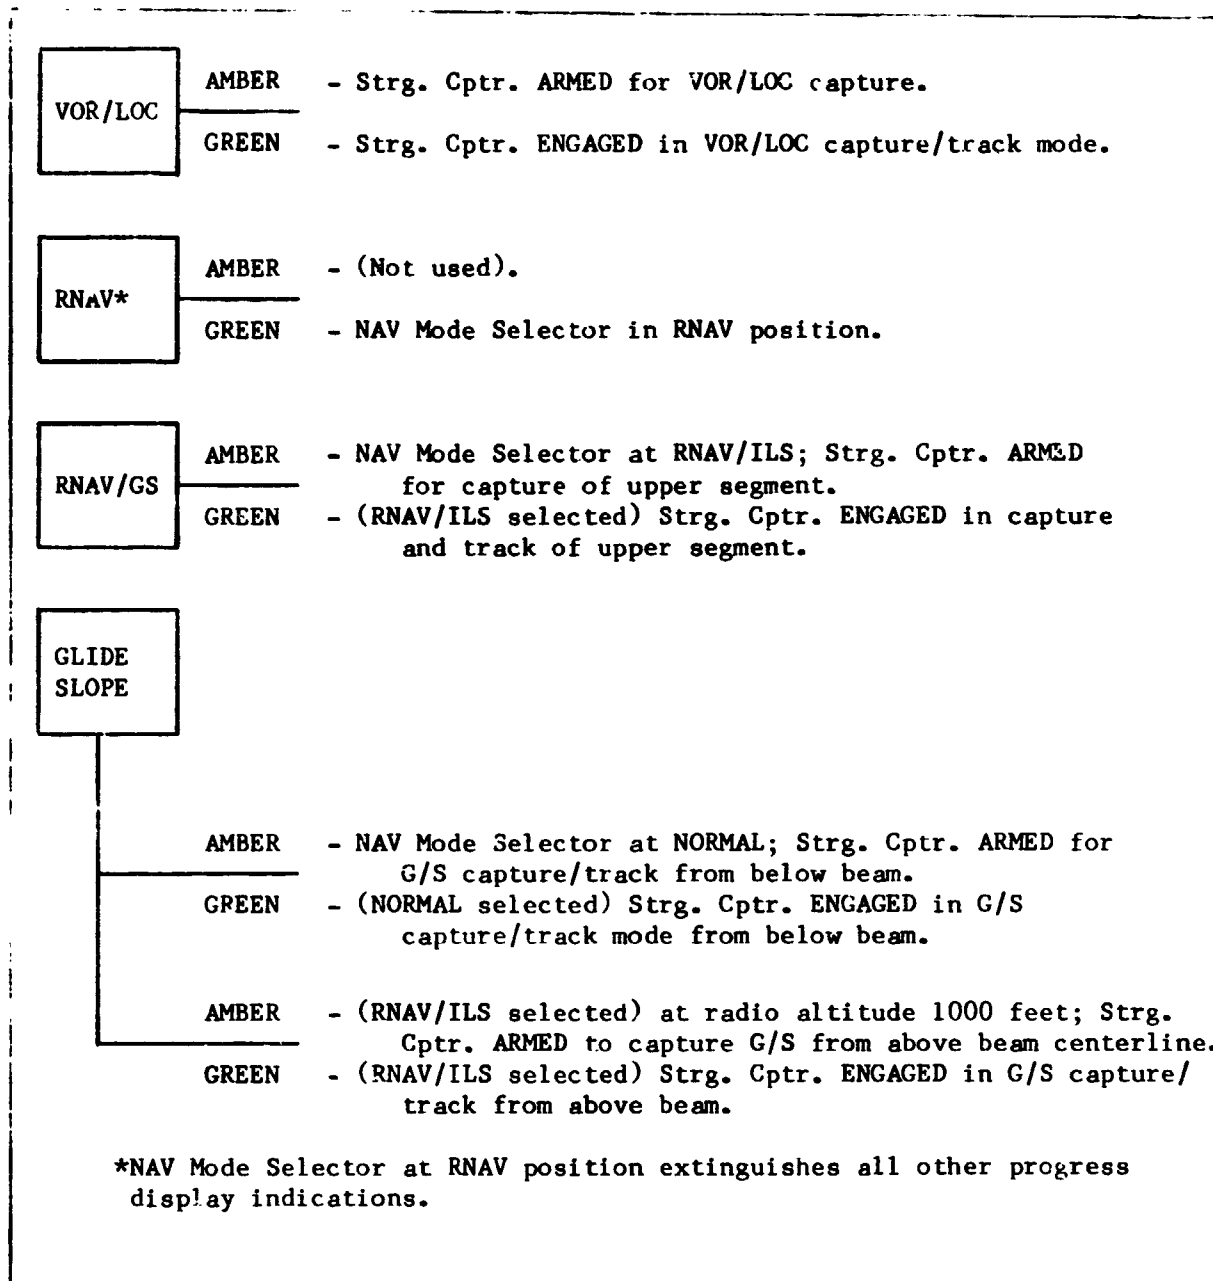 AMBER - Strg. Cptr. ARMED for VOR/LOC capture.
VOR/LOC
GREEN - Strg. Cptr. ENGAGED in VOR/LOC capture/track mode.
AMBER - (Not used).
RNAV*
GREEN - NAV Mode Selector in RNAV position.
AMBER - NAV Mode Selector at RNAV/ILS; Strg. Cptr. ARMED
for capture of upper segment.
RNAV/GS
GREEN - (RNAV/ILS selected) Strg. Cptr. ENGAGED in capture
and track of upper segment.
GLIDE
SLOPE
AMBER - NAV Mode Selector at NORMAL; Strg. Cptr. ARMED for
G/S capture/track from below beam.
GREEN - (NORMAL selected) Strg. Cptr. ENGAGED in G/S
capture/track mode from below beam.
AMBER - (RNAV/ILS selected) at radio altitude 1000 feet; Strg.
Cptr. ARMED to capture G/S from above beam centerline.
GREEN - (RNAV/ILS selected) Strg. Cptr. ENGAGED in G/S capture/
track from above beam.
*NAV Mode Selector at RNAV position extinguishes all other progress
display indications.